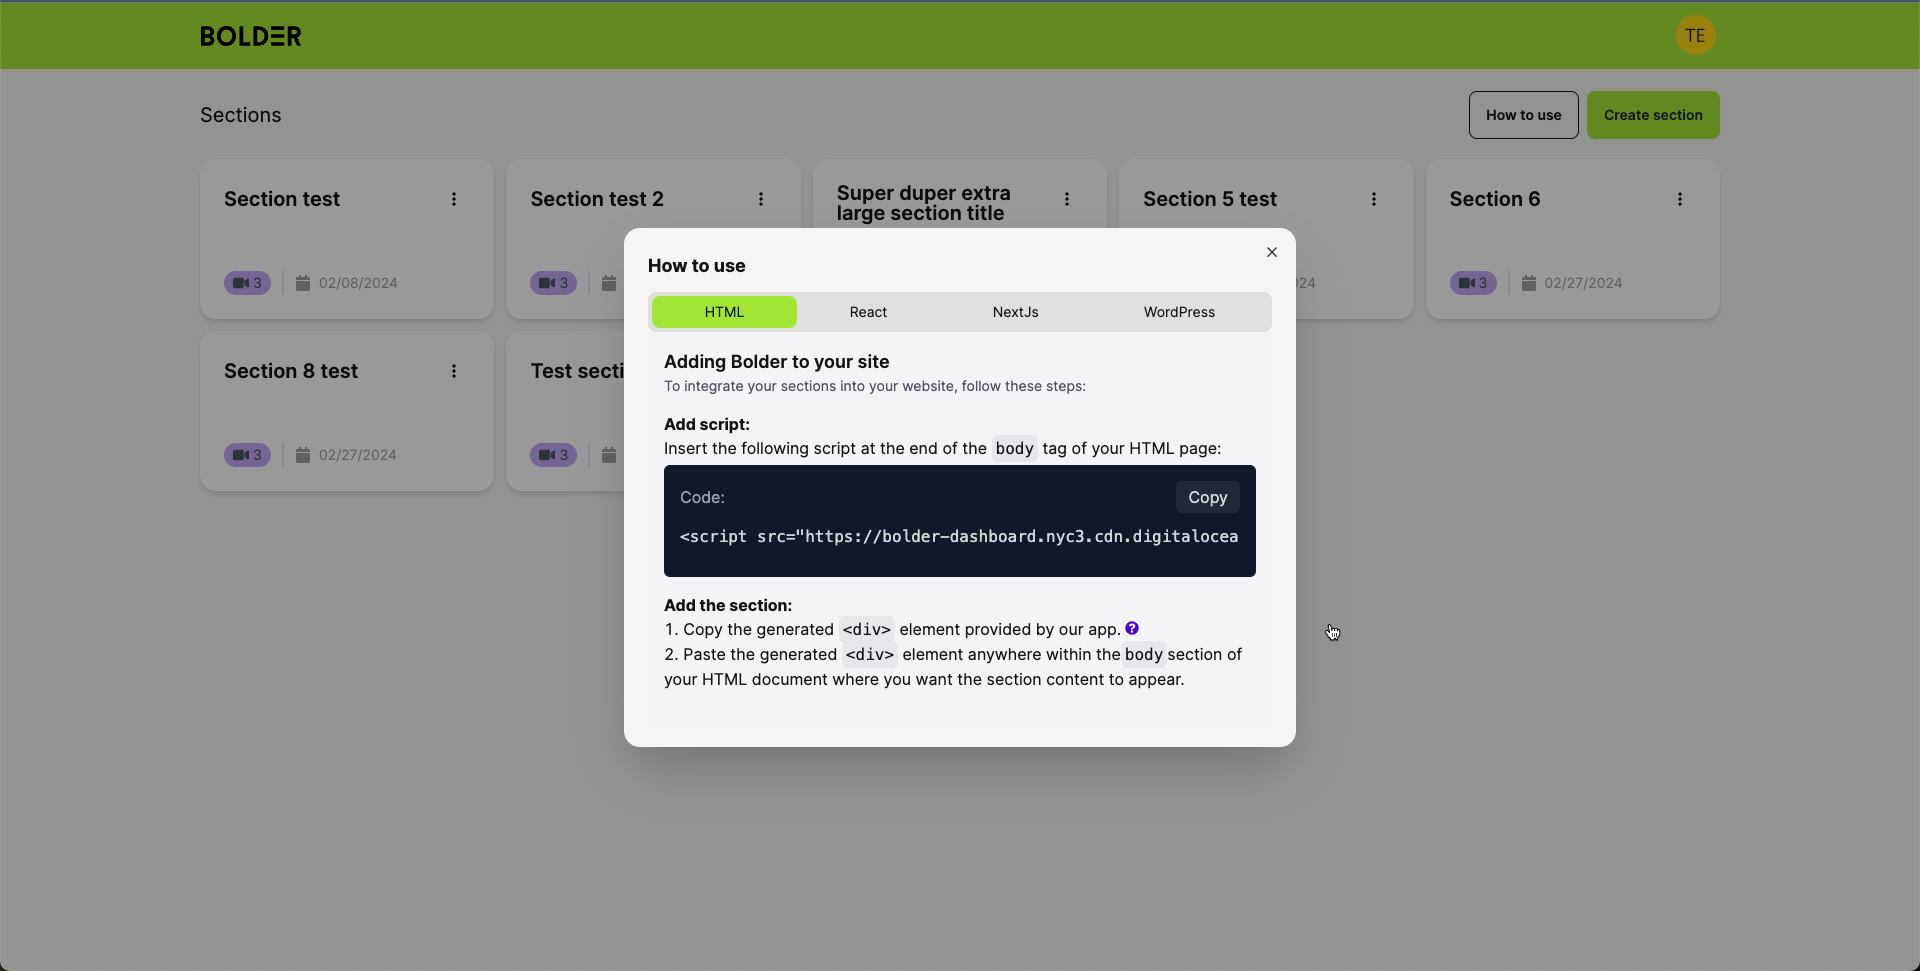 BOLDER
TE
Sections
How to use
Create section
Section test
3
02/08/2024
Section test 2
3
Super duper extra
large section title
Section 5 test
24
Section 6
3
02/27/2024
Section 8 test
3
02/27/2024
Test secti
3
How to use
HTML
React
NextJs
WordPress
Adding Bolder to your site
To integrate your sections into your website, follow these steps:
Add script:
Insert the following script at the end of the body tag of your HTML page:
Code:
Copy
<script src="https://bolder-dashboard.nyc3.cdn.digitalocea
Add the section:
1. Copy the generated <div> element provided by our app. ?
2. Paste the generated <div> element anywhere within the body section of
your HTML document where you want the section content to appear.